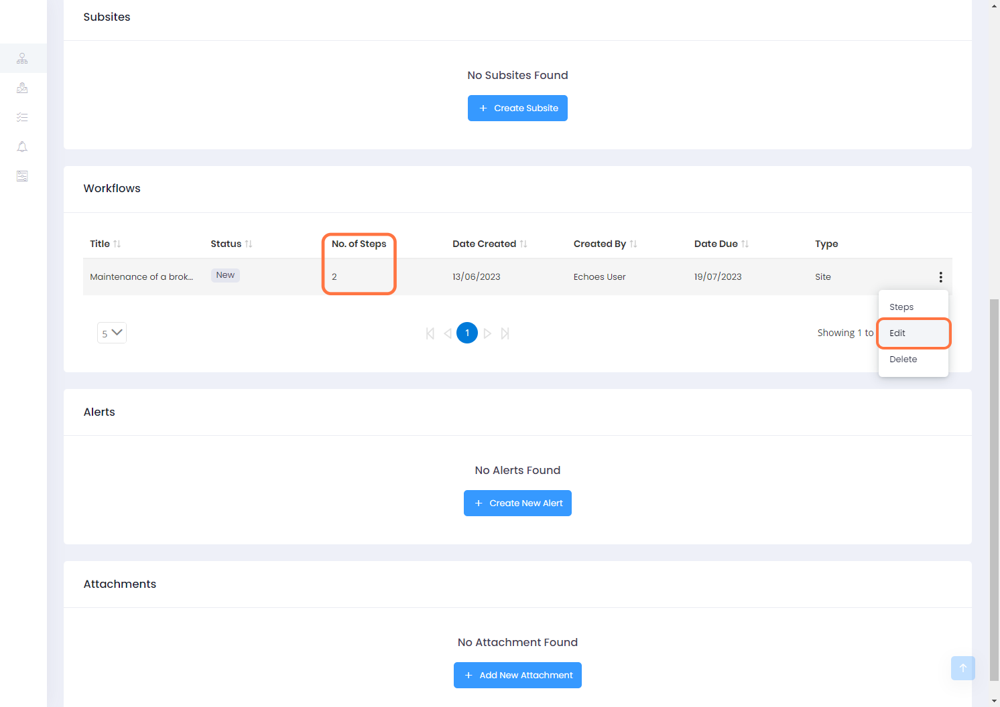 Subsites
No Subsites Found
+ Create Subsite
Workflows
Title Status No. of Steps Date Created Created By Date Due Type
Maintenance of a brok... New 2 13/06/2023 Echoes User 19/07/2023 Site
Steps
5 1 Showing 1 to Edit
Delete
Alerts
No Alerts Found
+ Create New Alert
Attachments
No Attachment Found
+ Add New Attachment